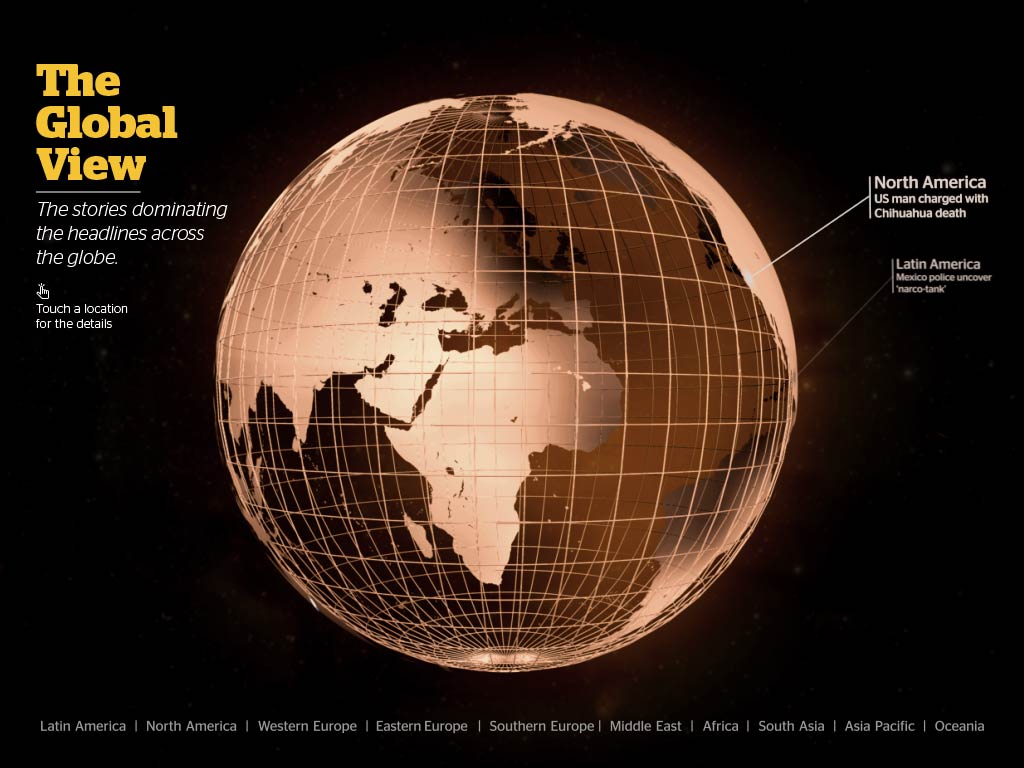 The
Global
View
The stories dominating
the headlines across
the globe.
Touch a location
for the details
North America
US man charged with
Chihuahua death
Latin America
Mexico police uncover
'narco-tank'
Latin America | North America | Western Europe | Eastern Europe | Southern Europe | Middle East | Africa | South Asia | Asia Pacific | Oceania